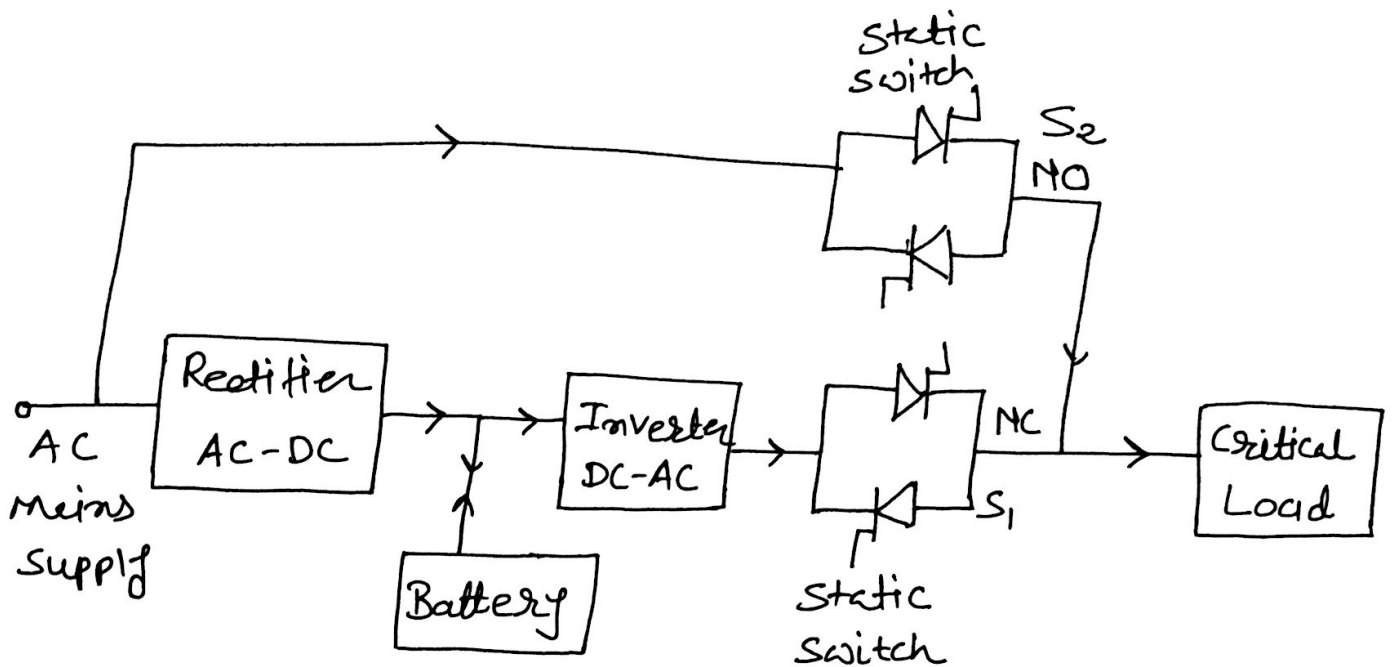 Static
Switch
S2
NO
Rectifier
AC-DC
AC
Mains
Supply
Inverter
DC-AC
NC
S1
Critical
Load
Battery
Static
Switch